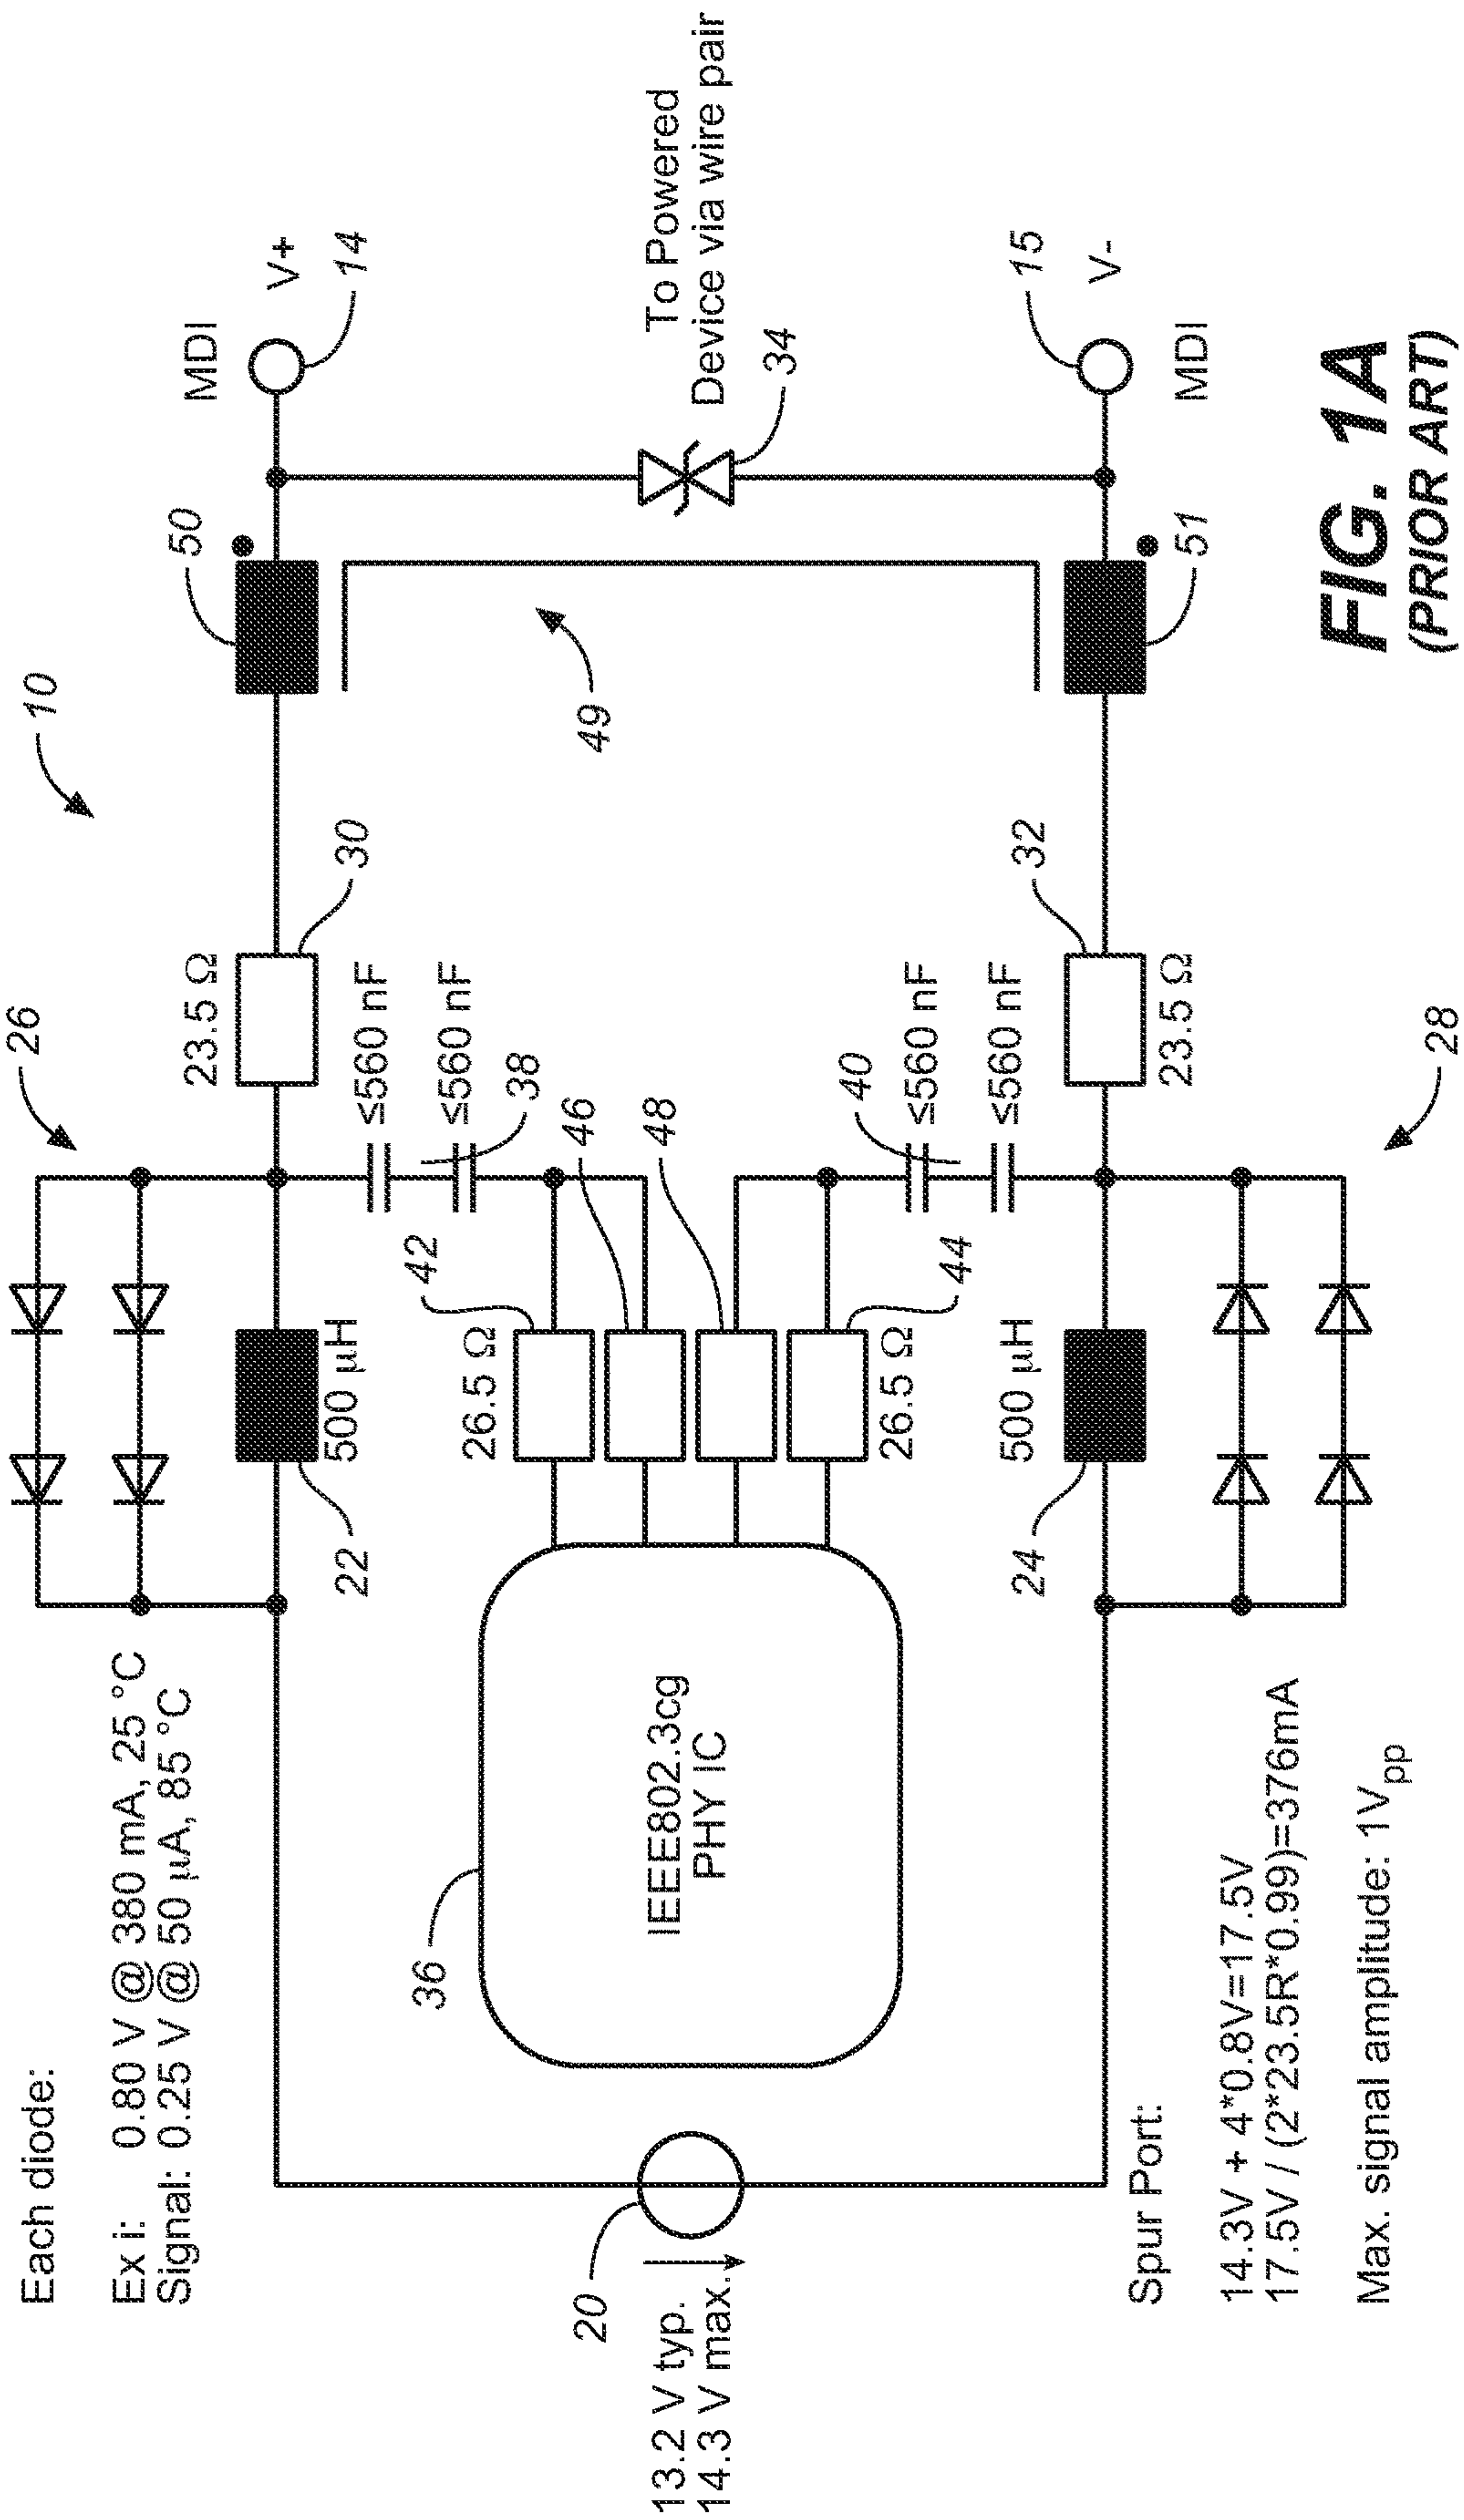 Each diode:
Ex i: 0.80 V @ 380 mA, 25 °C
Signal: 0.25 V @ 50 µA, 85 °C
26
10
23.5 Ω
30
50
MDI
V+
14
500 µH
22
≤560 nF
≤560 nF
38
42
26.5 Ω
46
48
49
36
IEEE802.3cg
PHY IC
20
13.2 V typ.
14.3 V max.
To Powered
Device via wire pair
34
40
≤560 nF
≤560 nF
44
26.5 Ω
500 µH
24
32
23.5 Ω
28
51
15
V-
MDI
Spur Port:
14.3V + 4*0.8V=17.5V
17.5V / (2*23.5R*0.99)=376mA
Max. signal amplitude: 1Vpp
FIG. 1A
(PRIOR ART)